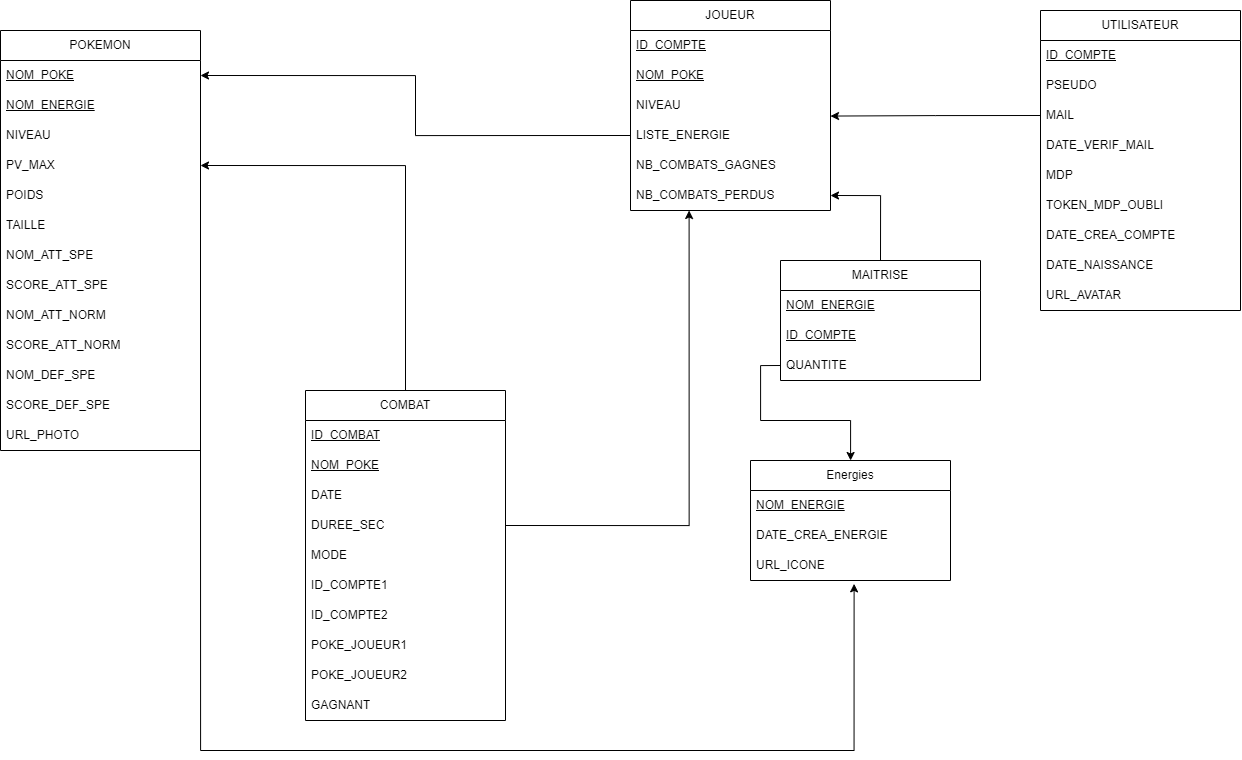 POKEMON
NOM_POKE
NOM_ENERGIE
NIVEAU
PV_MAX
POIDS
TAILLE
NOM_ATT_SPE
SCORE_ATT_SPE
NOM_ATT_NORM
SCORE_ATT_NORM
NOM_DEF_SPE
SCORE_DEF_SPE
URL_PHOTO
JOUEUR
ID_COMPTE
NOM_POKE
NIVEAU
LISTE_ENERGIE
NB_COMBATS_GAGNES
NB_COMBATS_PERDUS
UTILISATEUR
ID_COMPTE
PSEUDO
MAIL
DATE_VERIF_MAIL
MDP
TOKEN_MDP_OUBLI
DATE_CREA_COMPTE
DATE_NAISSANCE
URL_AVATAR
MAITRISE
NOM_ENERGIE
ID_COMPTE
QUANTITE
COMBAT
ID_COMBAT
NOM_POKE
DATE
DUREE_SEC
MODE
ID_COMPTE1
ID_COMPTE2
POKE_JOUEUR1
POKE_JOUEUR2
GAGNANT
Energies
NOM_ENERGIE
DATE_CREA_ENERGIE
URL_ICONE